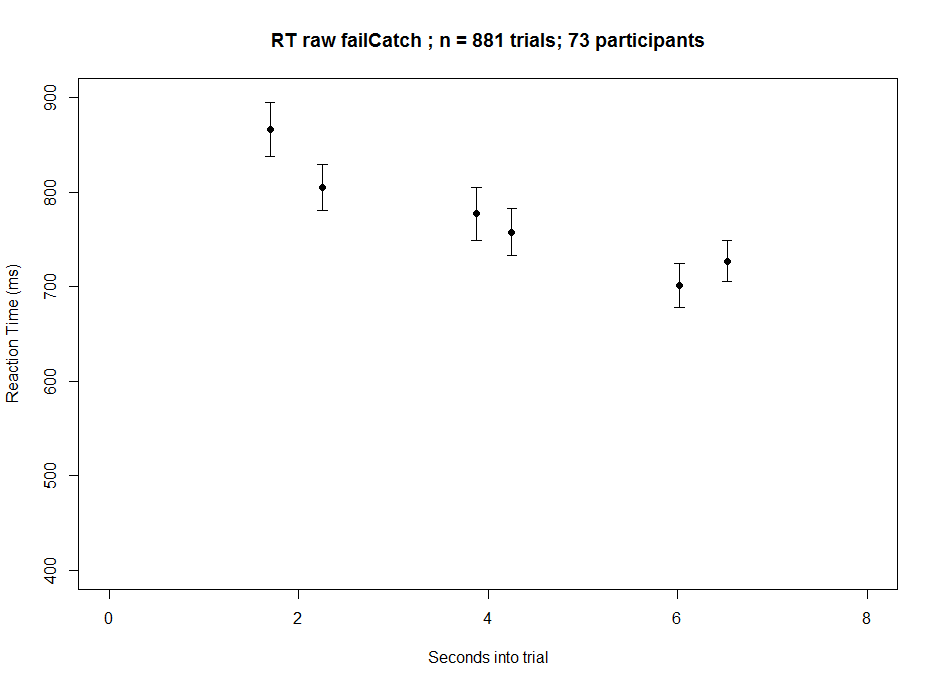 RT raw failCatch ; n = 881 trials; 73 participants
Reaction Time (ms)
900
800
700
600
500
400
0 2 4 6 8
Seconds into trial